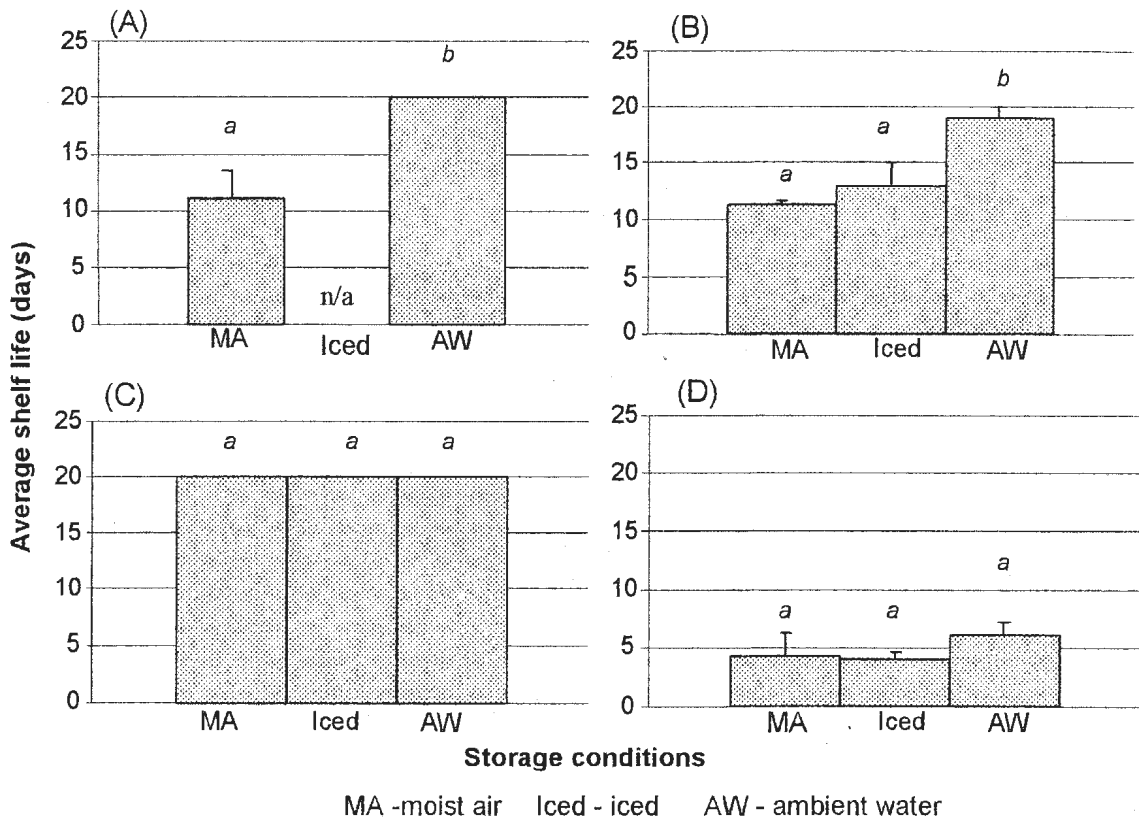 (A)
25
20
15
10
5
0
a
b
n/a
MA Iced AW
(B)
25
20
15
10
5
0
a
a
b
MA Iced AW
(C)
25
20
15
10
5
0
a a a
MA Iced AW
(D)
25
20
15
10
5
0
a a a
MA Iced AW
Average shelf life (days)
Storage conditions
MA -moist air Iced - iced AW - ambient water